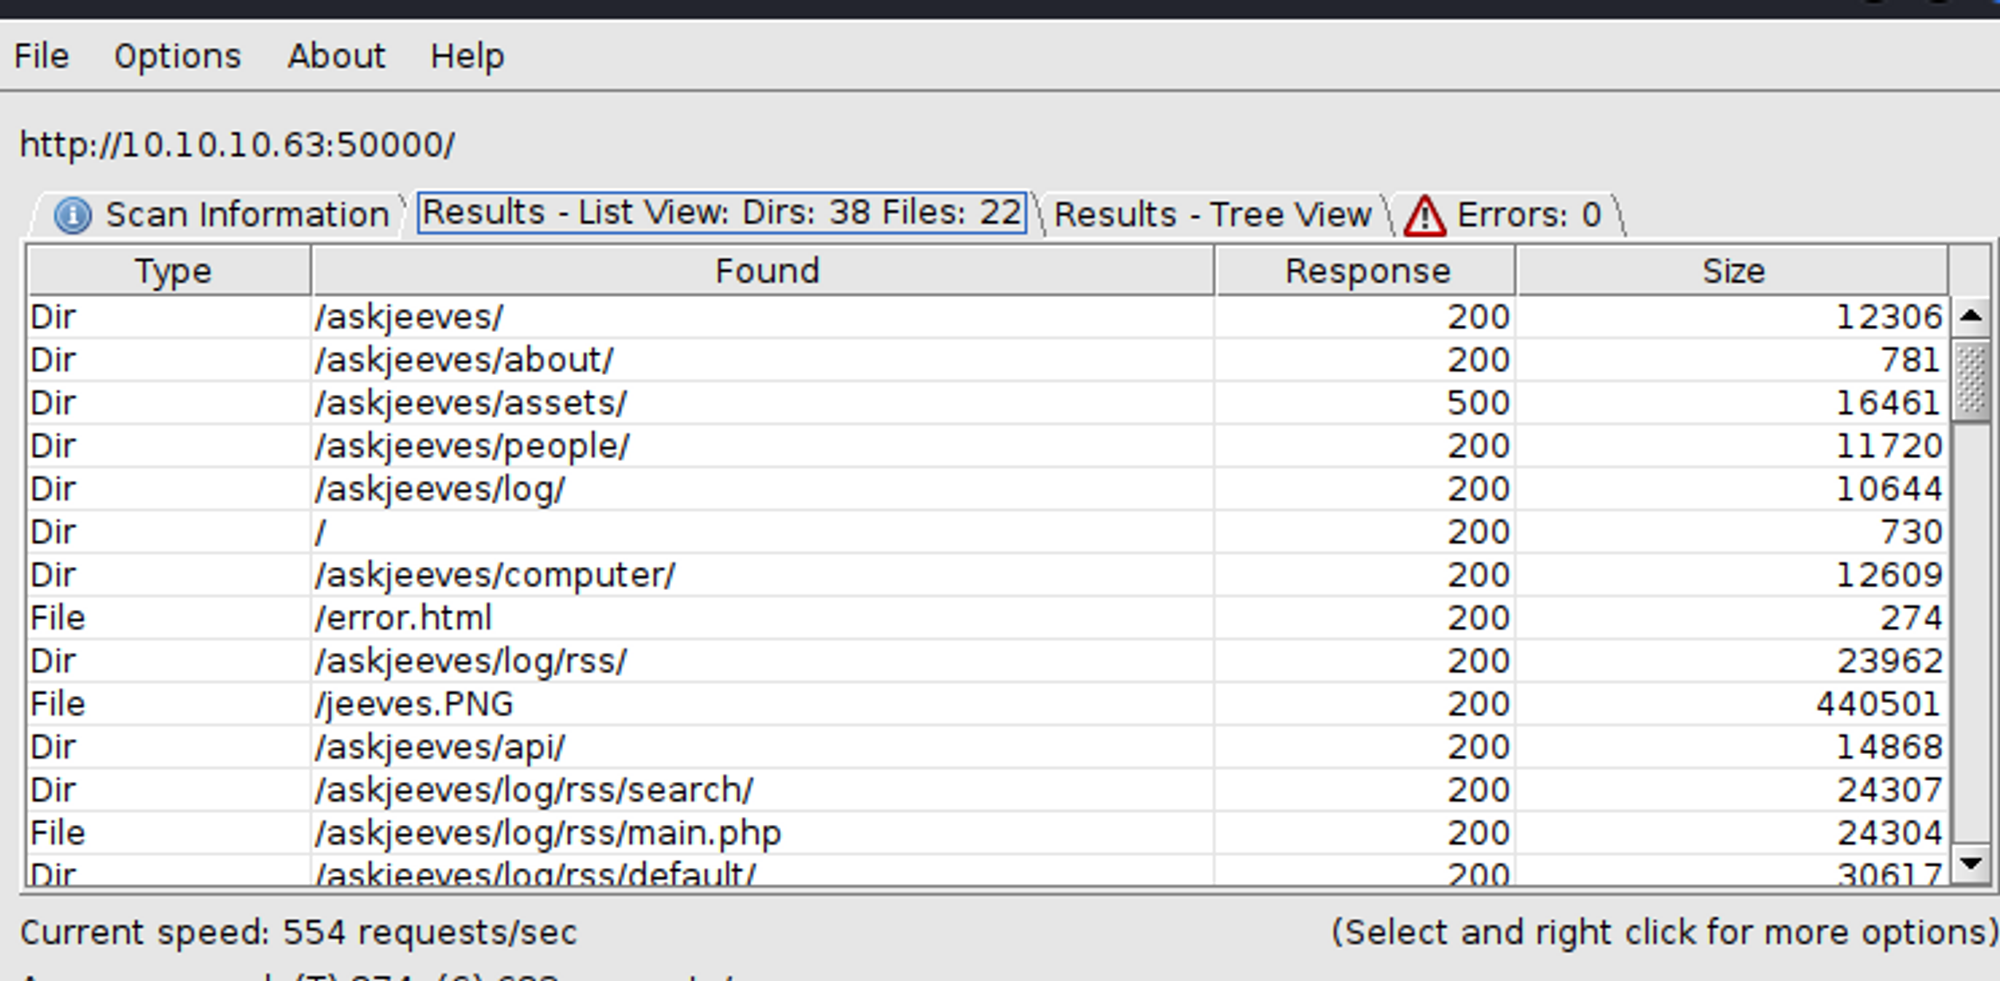 File Options About Help
http://10.10.10.63:50000/
Scan Information Results - List View: Dirs: 38 Files: 22 Results - Tree View Errors: 0
Type Found Response Size
Dir /askjeeves/ 200 12306
Dir /askjeeves/about/ 200 781
Dir /askjeeves/assets/ 500 16461
Dir /askjeeves/people/ 200 11720
Dir /askjeeves/log/ 200 10644
Dir / 200 730
Dir /askjeeves/computer/ 200 12609
File /error.html 200 274
Dir /askjeeves/log/rss/ 200 23962
File /jeeves.PNG 200 440501
Dir /askjeeves/api/ 200 14868
Dir /askjeeves/log/rss/search/ 200 24307
File /askjeeves/log/rss/main.php 200 24304
Dir /askjeeves/log/rss/default/ 200 30617
Current speed: 554 requests/sec (Select and right click for more options)